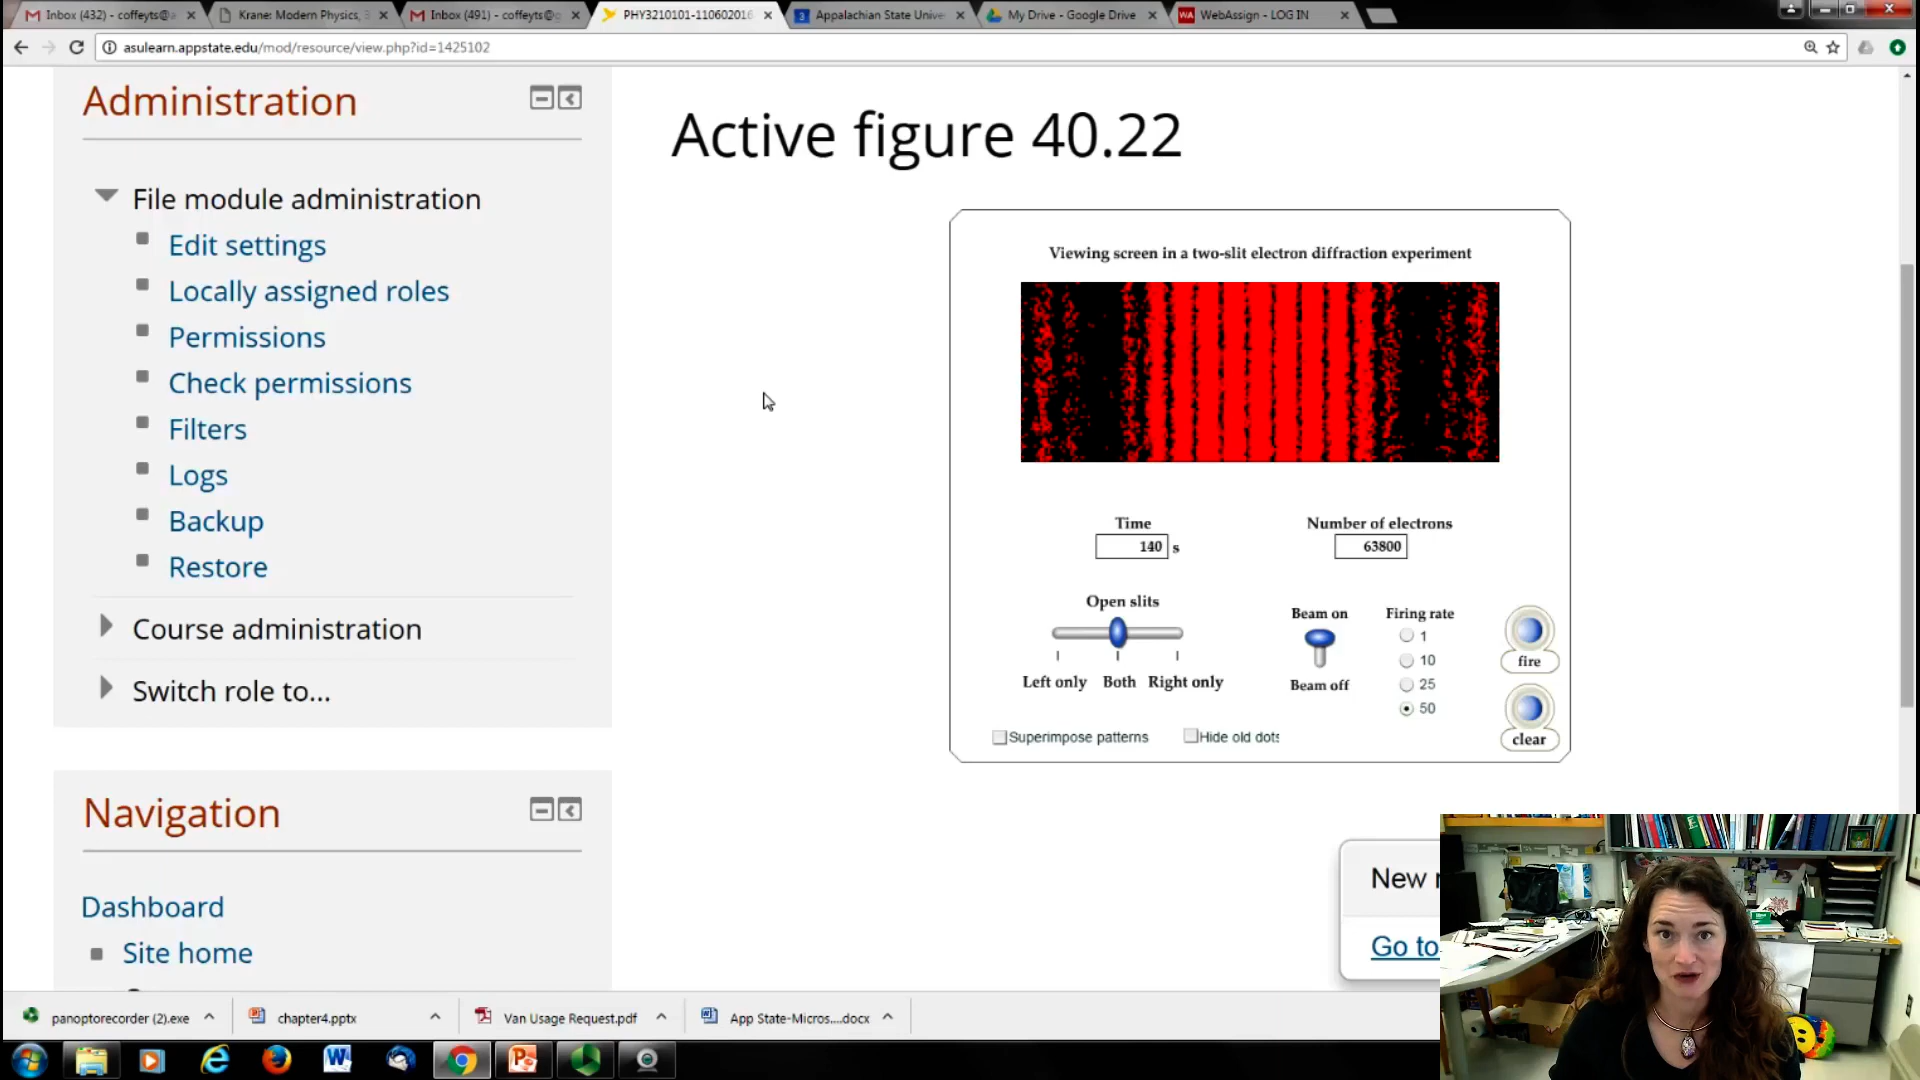 Inbox (432) - coffeyts@a
Krane: Modern Physics, 3
Inbox (491) - coffeyts@g
PHY3210101-110602016
Appalachian State Unive
My Drive - Google Drive
WebAssign - LOG IN
asulearn.appstate.edu/mod/resource/view.php?id=1425102
Administration
File module administration
Edit settings
Locally assigned roles
Permissions
Check permissions
Filters
Logs
Backup
Restore
Course administration
Switch role to...
Navigation
Dashboard
Site home
Active figure 40.22
Viewing screen in a two-slit electron diffraction experiment
Time
140 s
Number of electrons
63800
Open slits
Left only Both Right only
Beam on
Beam off
Firing rate
1
10
25
50
fire
clear
Superimpose patterns
Hide old dots
New
Go to
panoptorecorder (2).exe
chapter4.pptx
Van Usage Request.pdf
App State-Micros....docx